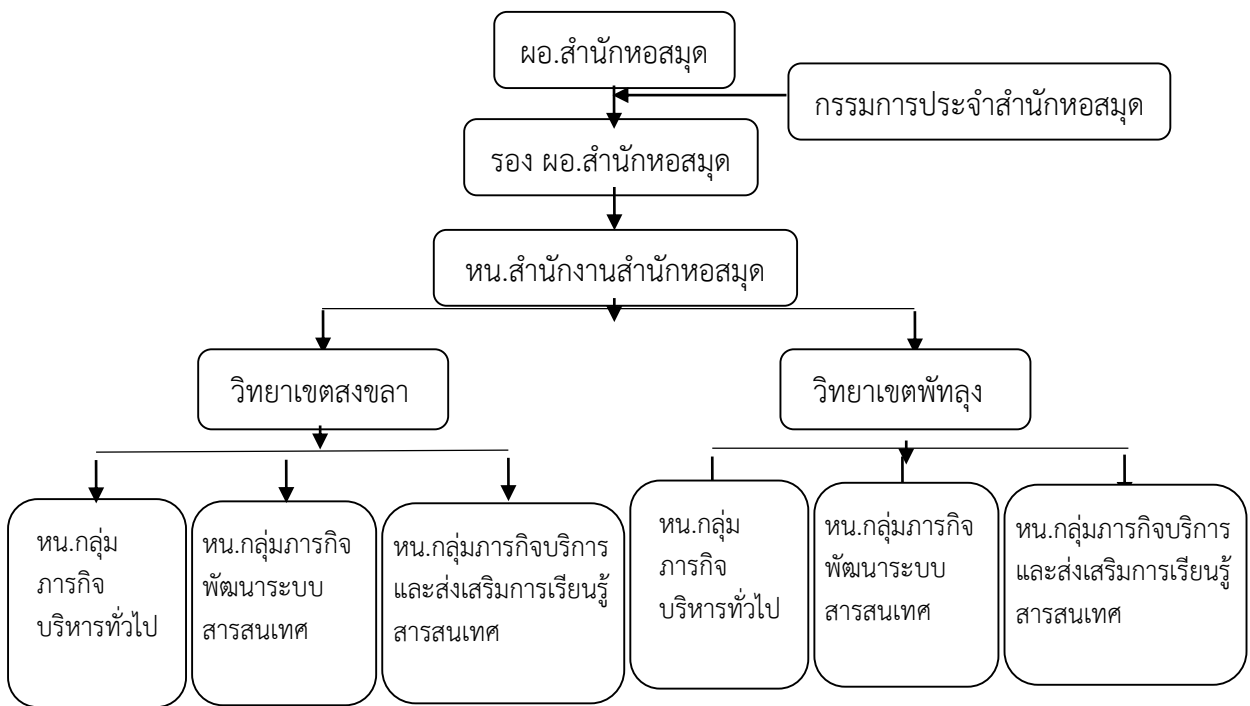 ผอ.สำนักหอสมุด
กรรมการประจำสำนักหอสมุด
รอง ผอ.สำนักหอสมุด
หน.สำนักงานสำนักหอสมุด
วิทยาเขตสงขลา
วิทยาเขตพัทลุง
หน.กลุ่ม
ภารกิจ
บริหารทั่วไป
หน.กลุ่มภารกิจ
พัฒนาระบบ
สารสนเทศ
หน.กลุ่มภารกิจบริการ
และส่งเสริมการเรียนรู้
สารสนเทศ
หน.กลุ่ม
ภารกิจ
บริหารทั่วไป
หน.กลุ่มภารกิจ
พัฒนาระบบ
สารสนเทศ
หน.กลุ่มภารกิจบริการ
และส่งเสริมการเรียนรู้
สารสนเทศ